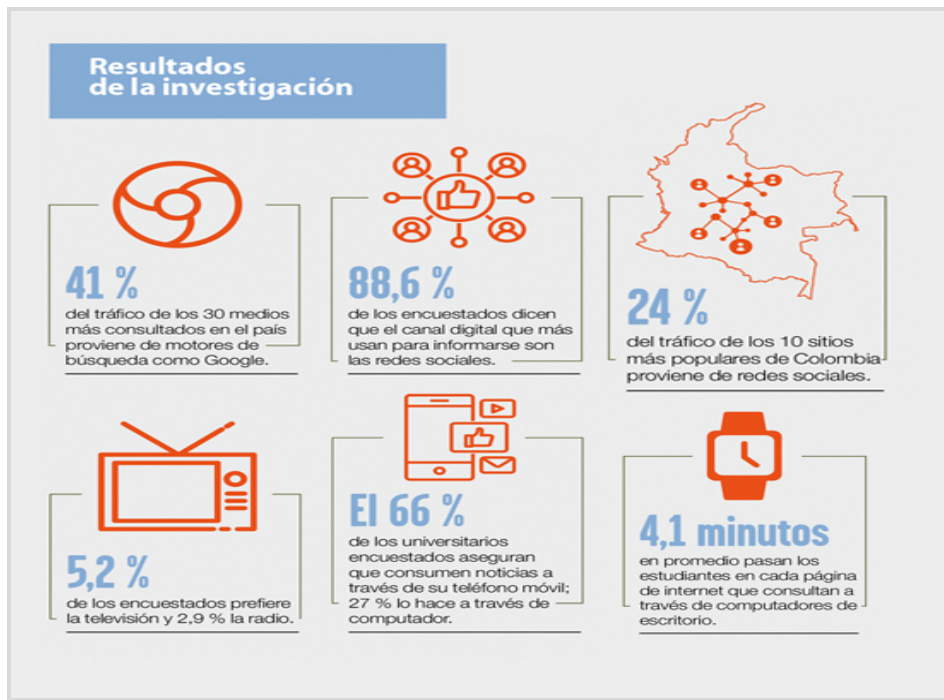 Resultados
de la investigación
41 %
del tráfico de los 30 medios
más consultados en el país
proviene de motores de
búsqueda como Google.
88,6 %
de los encuestados dicen
que el canal digital que más
usan para informarse son
las redes sociales.
24 %
del tráfico de los 10 sitios
más populares de Colombia
proviene de redes sociales.
5,2 %
de los encuestados prefiere
la televisión y 2,9 % la radio.
El 66 %
de los universitarios
encuestados aseguran
que consumen noticias a
través de su teléfono móvil;
27 % lo hace a través de
computador.
4,1 minutos
en promedio pasan los
estudiantes en cada página
de internet que consultan a
través de computadores de
escritorio.